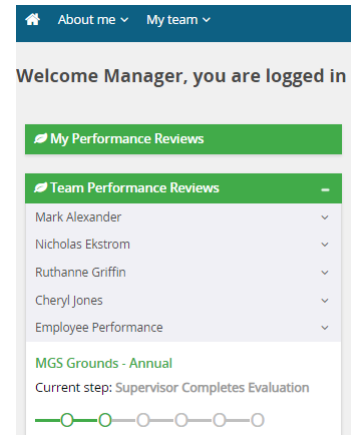 About me My team
Welcome Manager, you are logged in
My Performance Reviews
Team Performance Reviews
Mark Alexander
Nicholas Ekstrom
Ruthanne Griffin
Cheryl Jones
Employee Performance
MGS Grounds - Annual
Current step: Supervisor Completes Evaluation